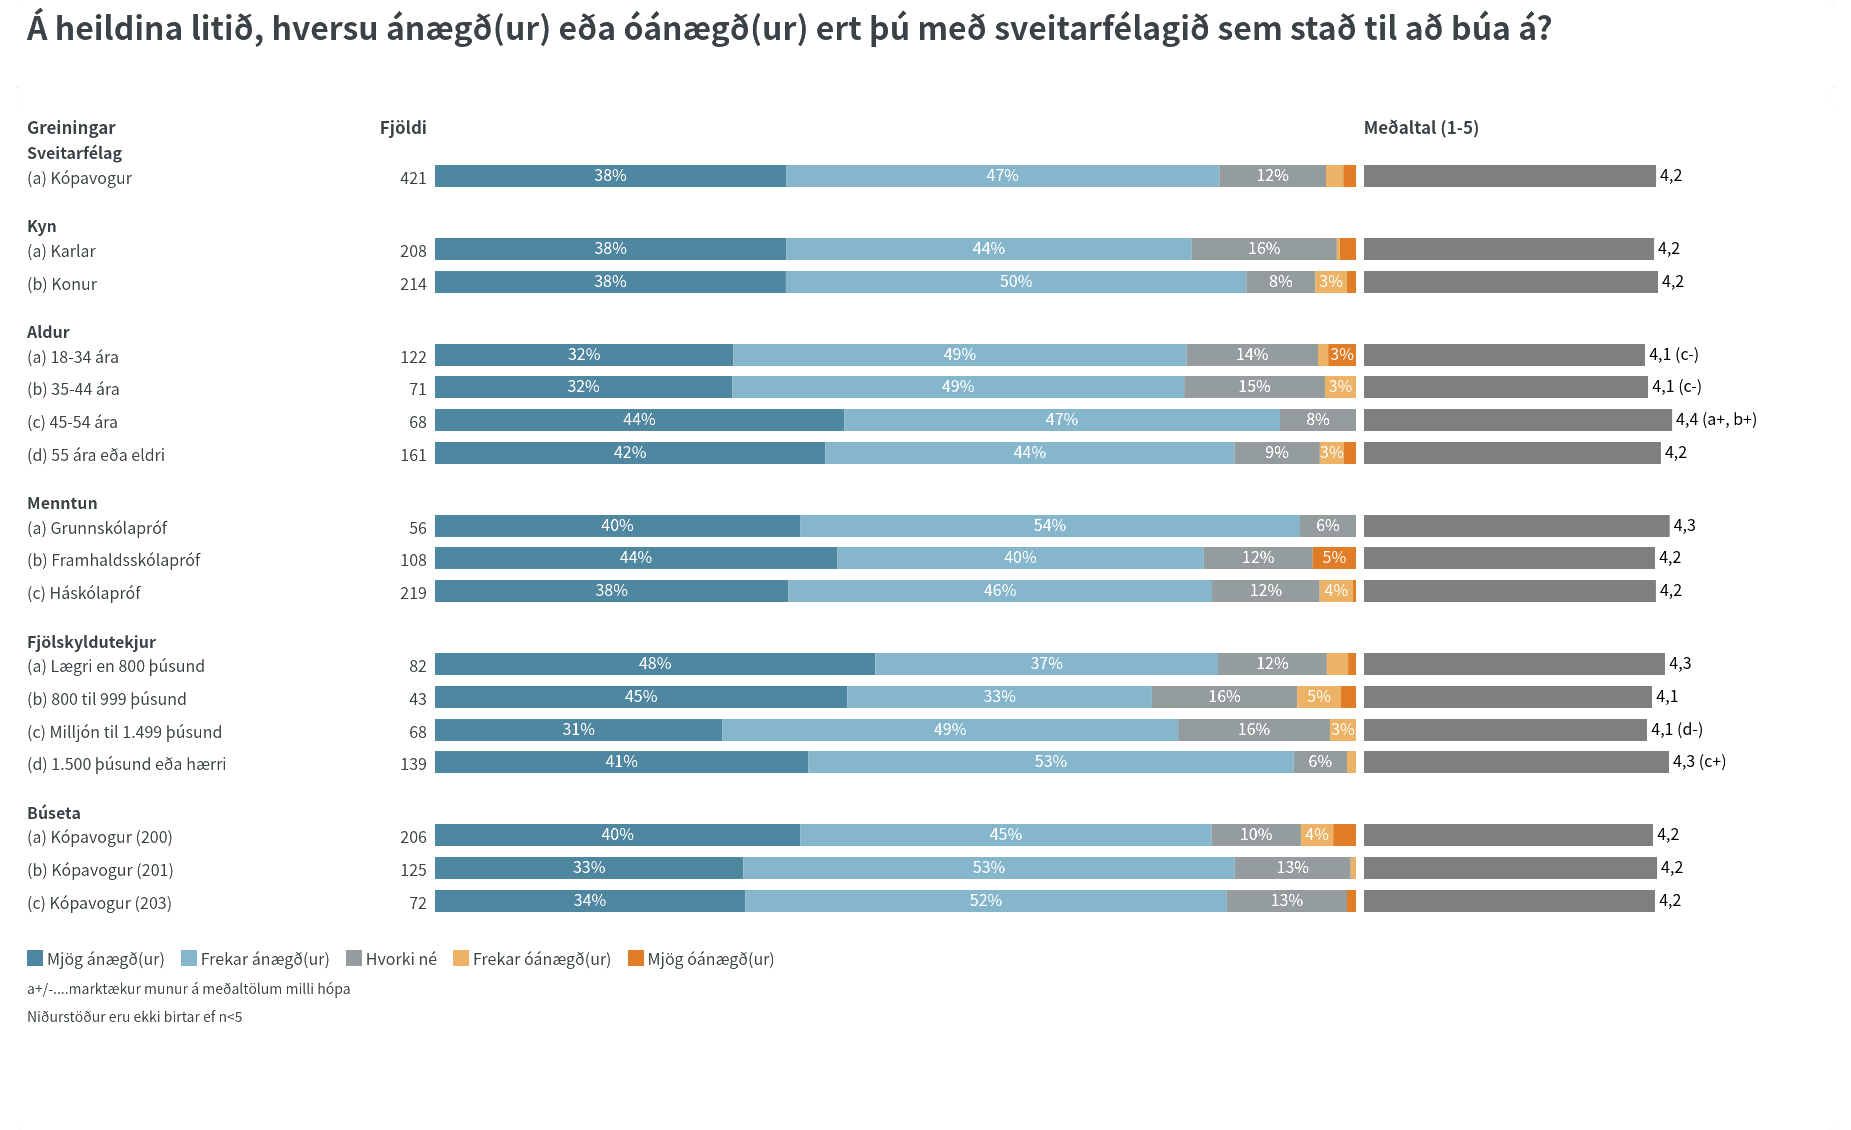 Á heildina litið, hversu ánægð(ur) eða óánægð(ur) ert þú með sveitarfélagið sem stað til að búa á?
Greiningar Fjöldi Meðaltal (1-5)
Sveitarfélag
(a) Kópavogur 421 38% 47% 12% 4,2
Kyn
(a) Karlar 208 38% 44% 16% 4,2
(b) Konur 214 38% 50% 8% 3% 4,2
Aldur
(a) 18-34 ára 122 32% 49% 14% 3% 4,1 (c-)
(b) 35-44 ára 71 32% 49% 15% 3% 4,1 (c-)
(c) 45-54 ára 68 44% 47% 8% 4,4 (a+, b+)
(d) 55 ára eða eldri 161 42% 44% 9% 3% 4,2
Menntun
(a) Grunnskólapróf 56 40% 54% 6% 4,3
(b) Framhaldsskólapróf 108 44% 40% 12% 5% 4,2
(c) Háskólapróf 219 38% 46% 12% 4% 4,2
Fjölskyldutekjur
(a) Lægri en 800 þúsund 82 48% 37% 12% 4,3
(b) 800 til 999 þúsund 43 45% 33% 16% 5% 4,1
(c) Milljón til 1.499 þúsund 68 31% 49% 16% 3% 4,1 (d-)
(d) 1.500 þúsund eða hærri 139 41% 53% 6% 4,3 (c+)
Búseta
(a) Kópavogur (200) 206 40% 45% 10% 4% 4,2
(b) Kópavogur (201) 125 33% 53% 13% 4,2
(c) Kópavogur (203) 72 34% 52% 13% 4,2
Mjög ánægð(ur) Frekar ánægð(ur) Hvorki né Frekar óánægð(ur) Mjög óánægð(ur)
a+/-....marktækur munur á meðaltölum milli hópa
Niðurstöður eru ekki birtar ef n<5